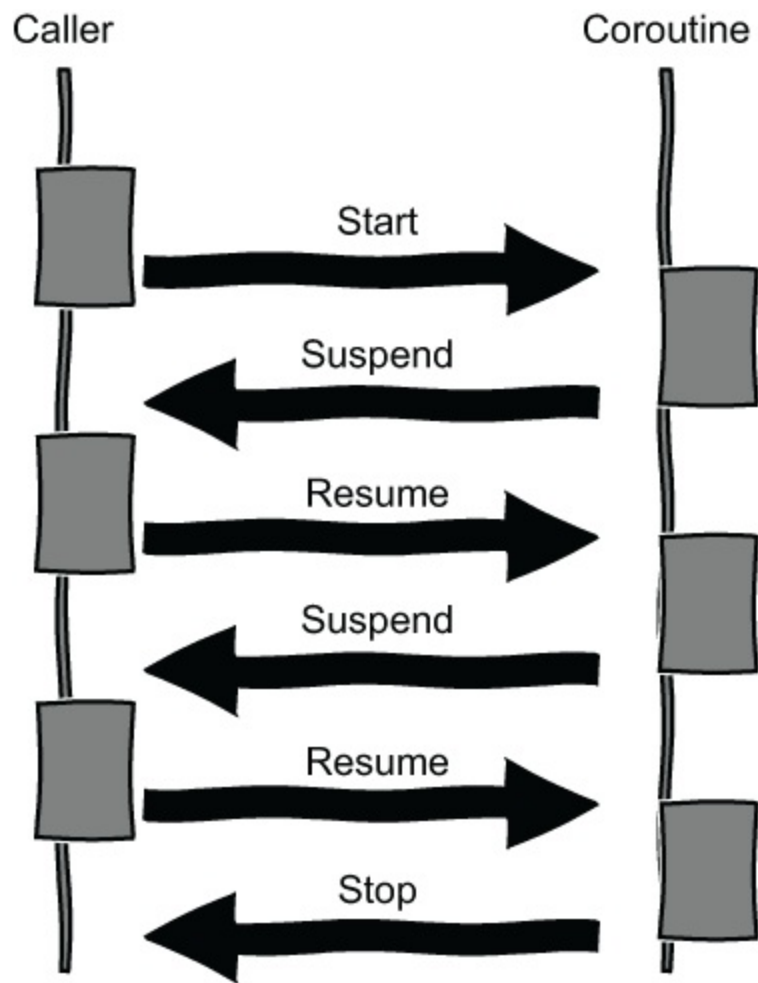 Caller
Coroutine
Start
Suspend
Resume
Suspend
Resume
Stop